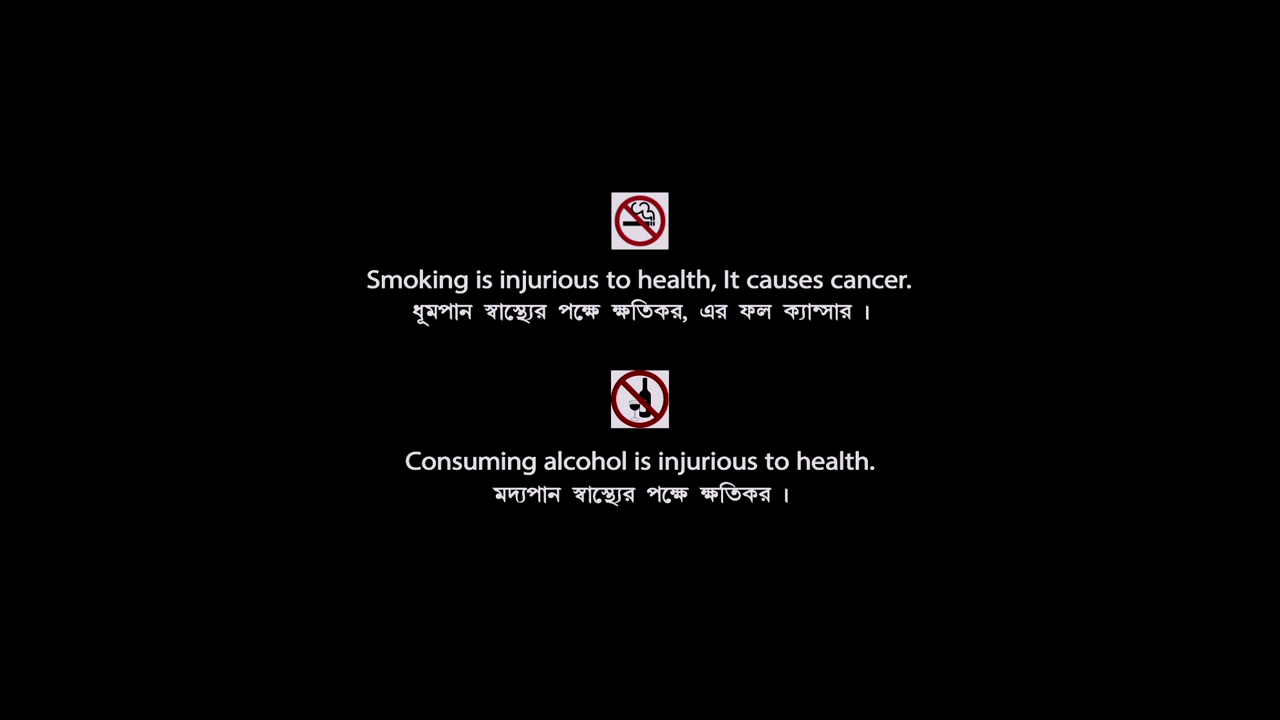 Smoking is injurious to health, It causes cancer.
ধূমপান স্বাস্থ্যের পক্ষে ক্ষতিকর, এর ফল ক্যান্সার ।
Consuming alcohol is injurious to health.
মদ্যপান স্বাস্থ্যের পক্ষে ক্ষতিকর ।